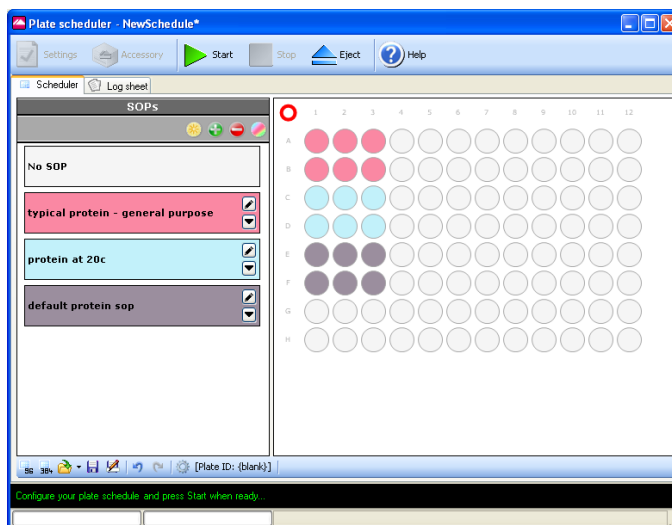 Plate scheduler - NewSchedule*
Settings Accessory Start Stop Eject Help
Scheduler Log sheet
SOPs
No SOP
typical protein - general purpose
protein at 20c
default protein sop
1 2 3 4 5 6 7 8 9 10 11 12
A
B
C
D
E
F
G
H
96 384 [Plate ID: {blank}]
Configure your plate schedule and press Start when ready...